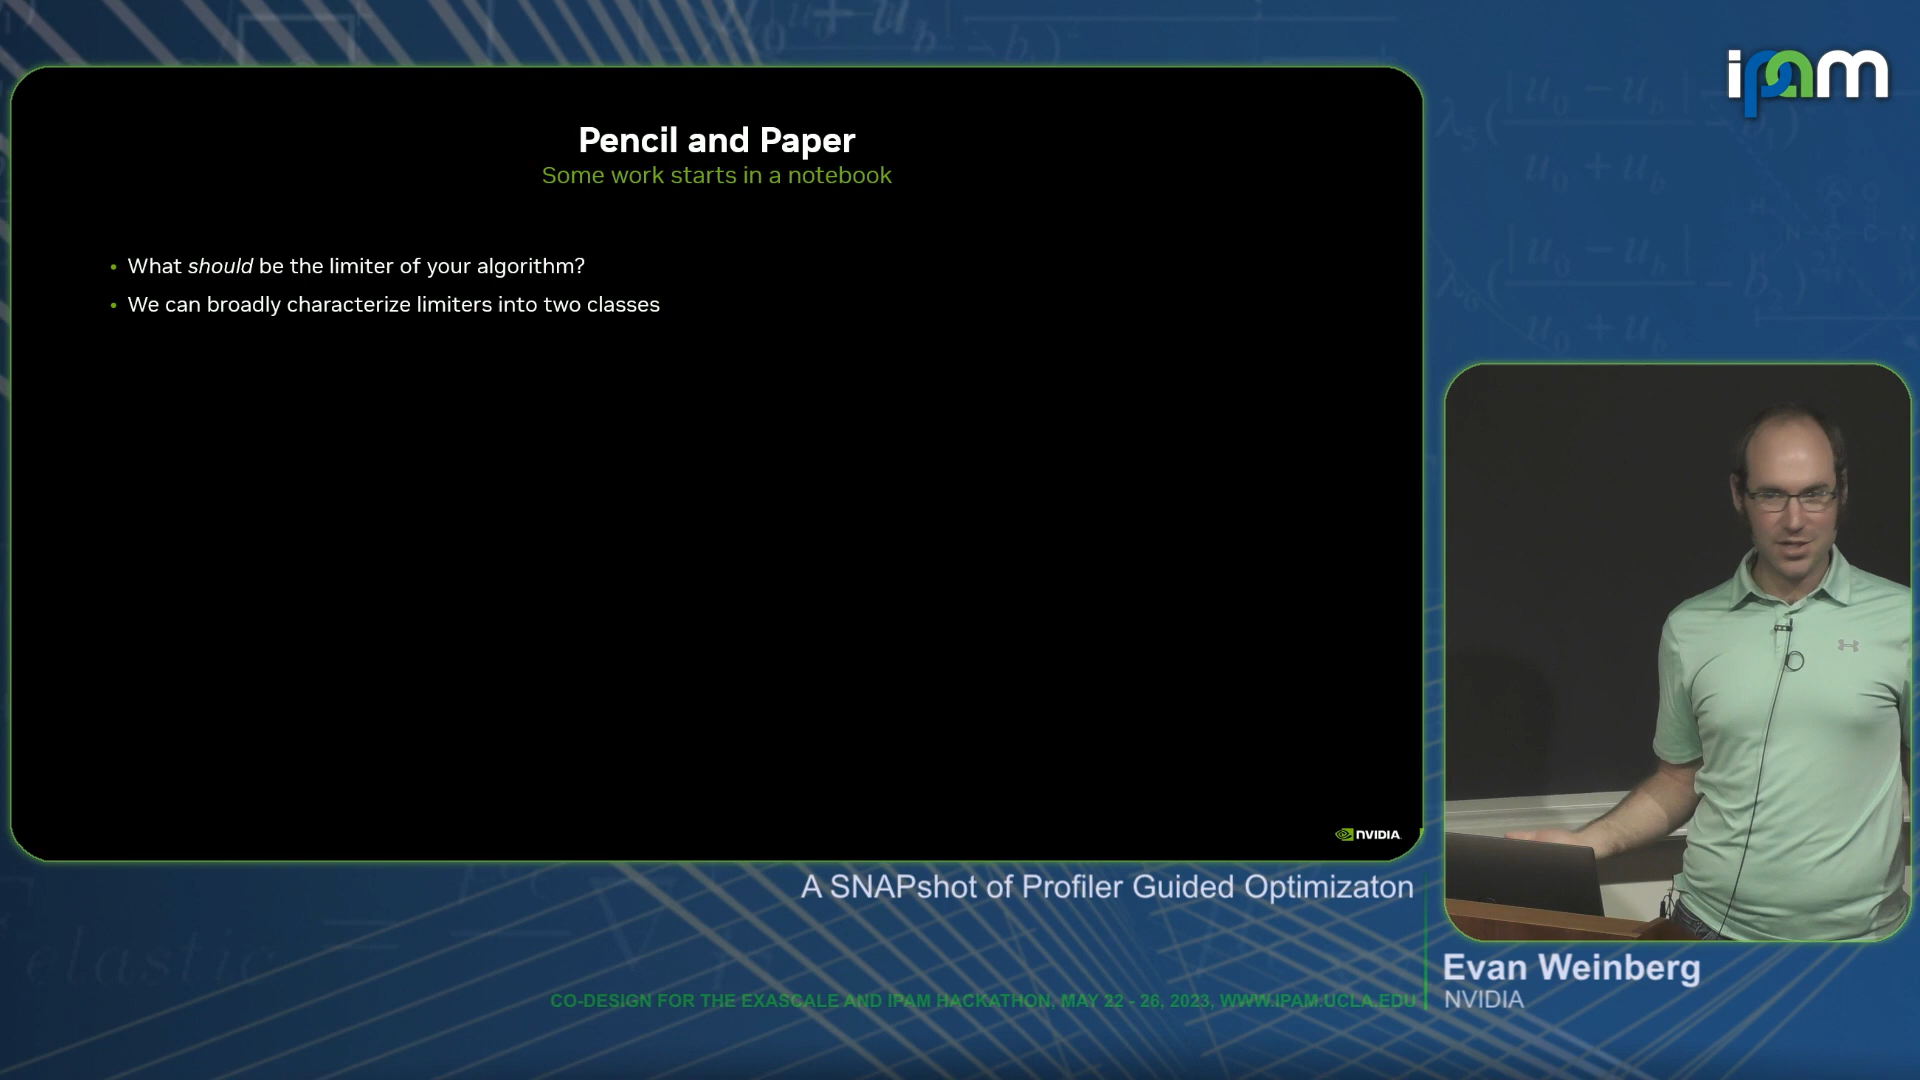 ipam
Pencil and Paper
Some work starts in a notebook
• What should be the limiter of your algorithm?
• We can broadly characterize limiters into two classes
NVIDIA
A SNAPshot of Profiler Guided Optimizaton
Evan Weinberg
NVIDIA
CO-DESIGN FOR THE EXASCALE AND IPAM HACKATHON, MAY 22 - 26, 2023, WWW.IPAM.UCLA.EDU
elastic